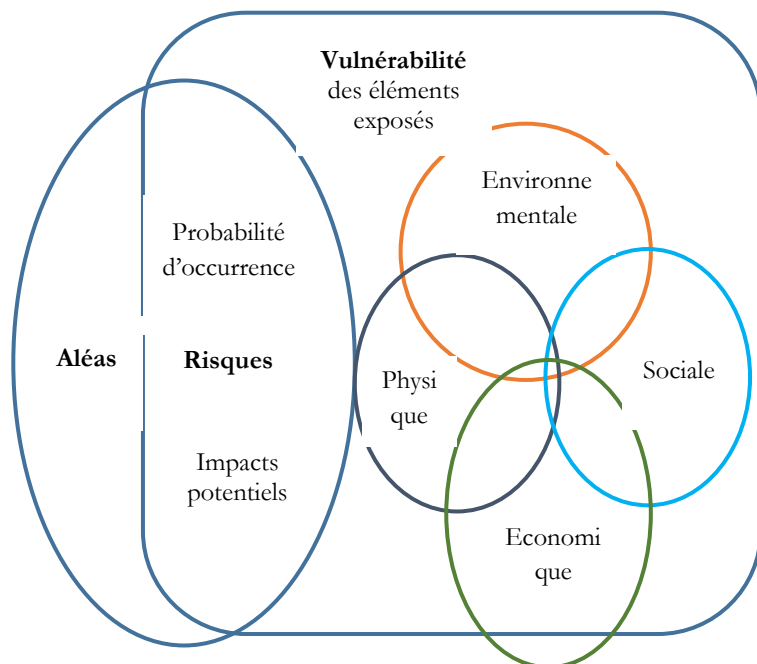 Vulnérabilité
des éléments
exposés
Environne
mentale
Probabilité
d'occurrence
Aléas
Risques
Physi
que
Sociale
Impacts
potentiels
Economi
que